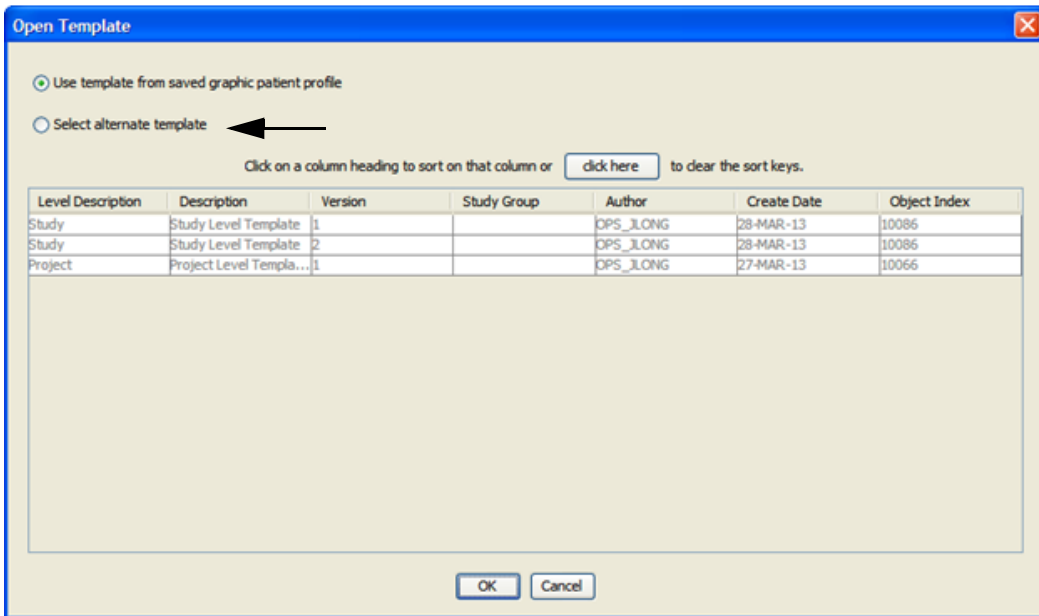 Open Template
Use template from saved graphic patient profile
Select alternate template
Click on a column heading to sort on that column or click here to clear the sort keys.
Level Description Description Version Study Group Author Create Date Object Index
Study Study Level Template 1 OPS_JLONG 28-MAR-13 10086
Study Study Level Template 2 OPS_JLONG 28-MAR-13 10086
Project Project Level Templa... 1 OPS_JLONG 27-MAR-13 10066
OK Cancel